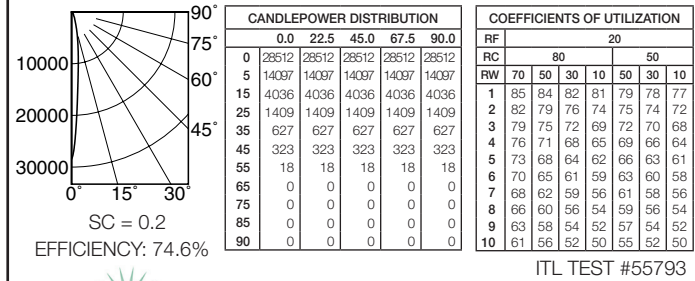 90°
75°
60°
45°
10000
20000
30000
0° 15° 30°
SC = 0.2
EFFICIENCY: 74.6%
CANDLEPOWER DISTRIBUTION
0.0 22.5 45.0 67.5 90.0
0 28512 28512 28512 28512 28512
5 14097 14097 14097 14097 14097
15 4036 4036 4036 4036 4036
25 1409 1409 1409 1409 1409
35 627 627 627 627 627
45 323 323 323 323 323
55 18 18 18 18 18
65 0 0 0 0 0
75 0 0 0 0 0
85 0 0 0 0 0
90 0 0 0 0 0
COEFFICIENTS OF UTILIZATION
RF 20
RC 80 50
RW 70 50 30 10 50 30 10
1 85 84 82 81 79 78 77
2 82 79 76 74 75 74 72
3 79 75 72 69 72 70 68
4 76 71 68 65 69 66 64
5 73 68 64 62 66 63 61
6 70 65 61 59 63 60 58
7 68 62 59 56 61 58 56
8 66 60 56 54 59 56 54
9 63 58 54 52 57 54 52
10 61 56 52 50 55 52 50
ITL TEST #55793